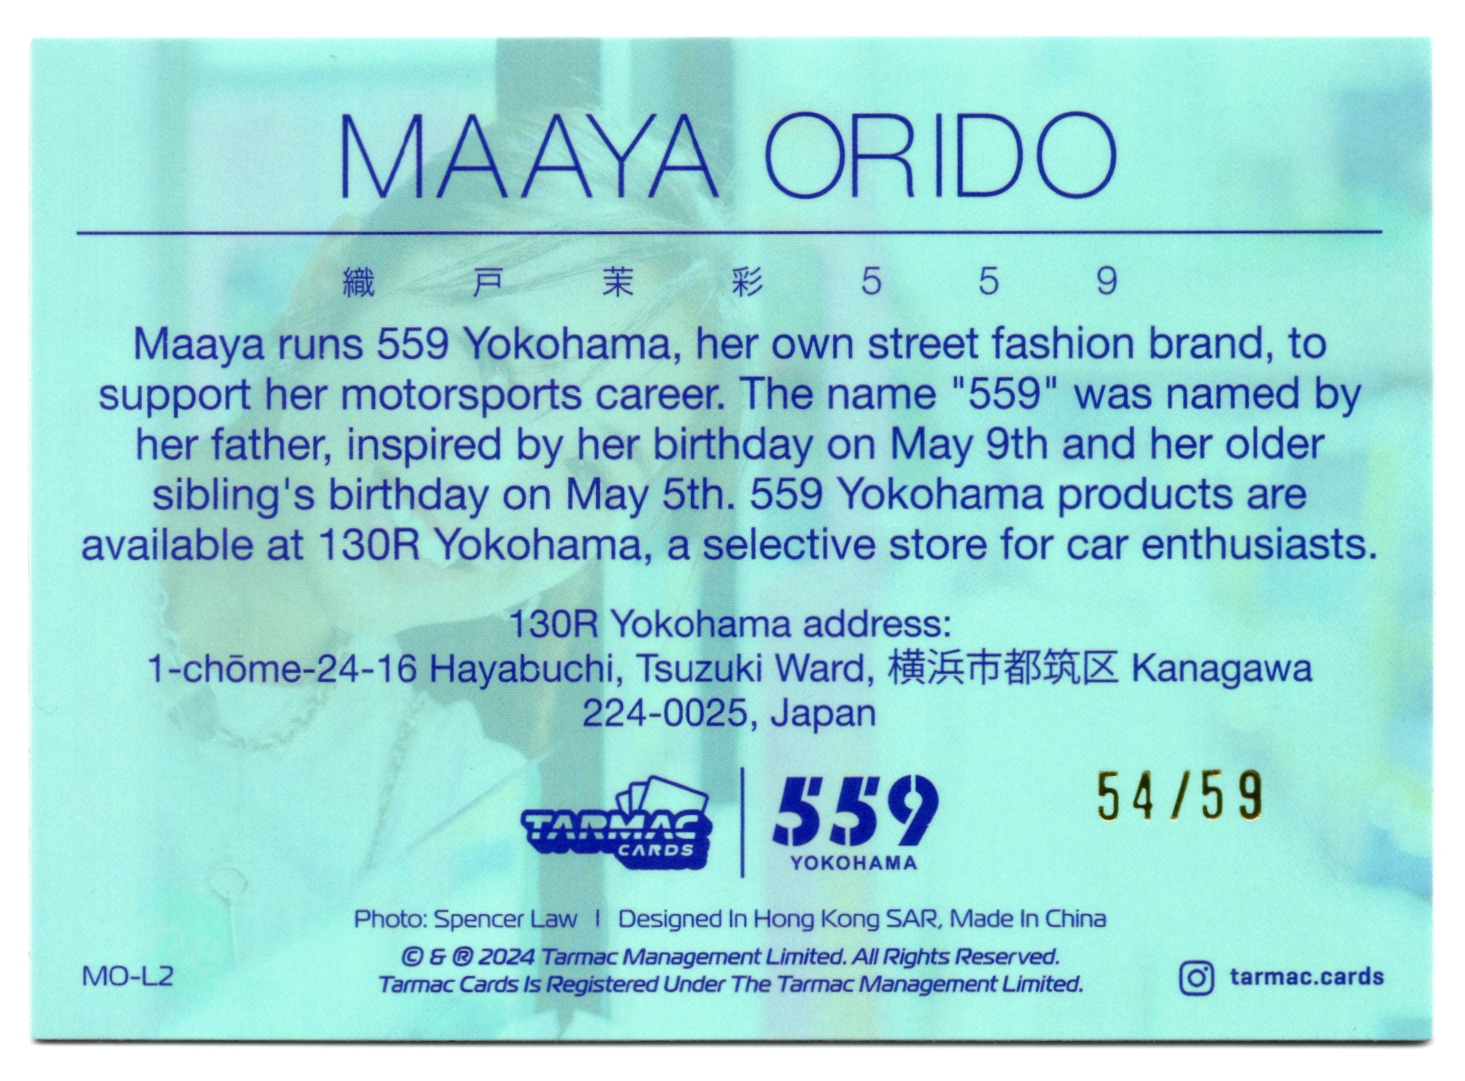 MAAYA ORIDO
織戸茉彩559
Maaya runs 559 Yokohama, her own street fashion brand, to
support her motorsports career. The name "559" was named by
her father, inspired by her birthday on May 9th and her older
sibling's birthday on May 5th. 559 Yokohama products are
available at 130R Yokohama, a selective store for car enthusiasts.
130R Yokohama address:
1-chōme-24-16 Hayabuchi, Tsuzuki Ward, 横浜市都筑区 Kanagawa
224-0025, Japan
TARMAC
CARDS
559
YOKOHAMA
54/59
Photo: Spencer Law | Designed In Hong Kong SAR, Made In China
© & ® 2024 Tarmac Management Limited. All Rights Reserved.
Tarmac Cards Is Registered Under The Tarmac Management Limited.
MO-L2
tarmac.cards